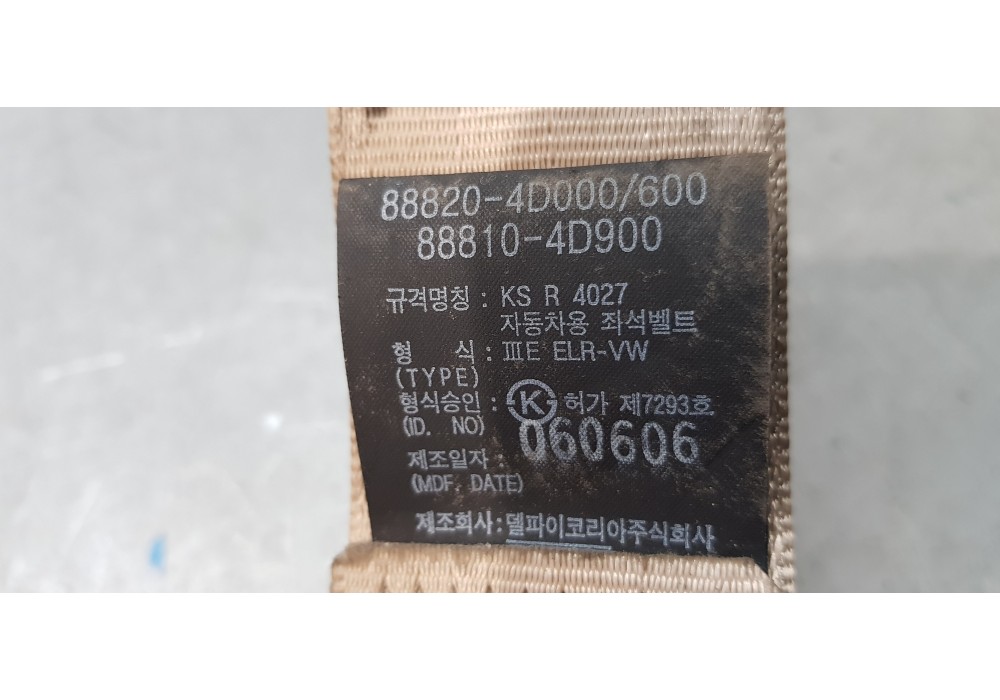 88820-4D000/600
88810-4D900
규격명칭 : KS R 4027
자동차용 좌석벨트
형 식 : ⅢE ELR-VW
(TYPE)
형식승인 : K 허가 제7293호
(ID. NO)
060606
제조일자 :
(MDF. DATE)
제조회사 : 델파이코리아주식회사